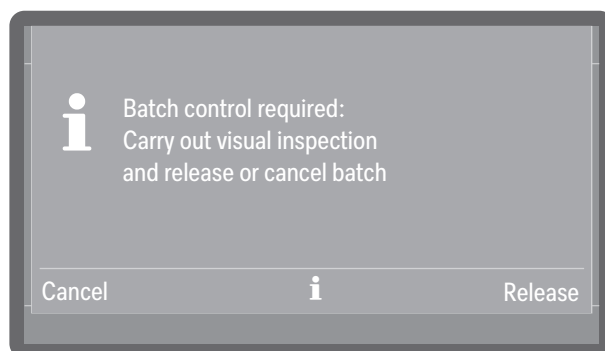 i
Batch control required:
Carry out visual inspection
and release or cancel batch
Cancel i Release